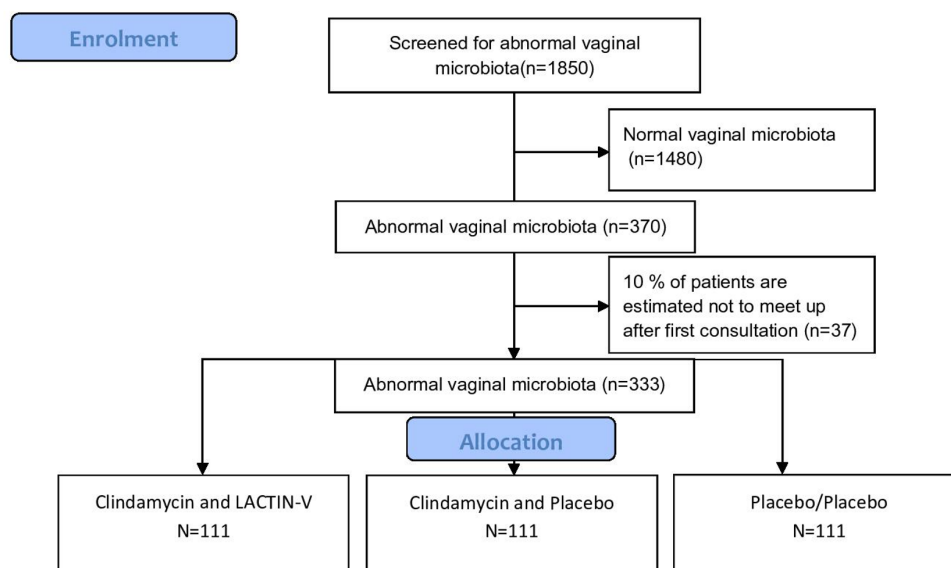 Enrolment
Screened for abnormal vaginal
microbiota(n=1850)
Normal vaginal microbiota
(n=1480)
Abnormal vaginal microbiota (n=370)
10 % of patients are
estimated not to meet up
after first consultation (n=37)
Abnormal vaginal microbiota (n=333)
Allocation
Clindamycin and LACTIN-V
N=111
Clindamycin and Placebo
N=111
Placebo/Placebo
N=111